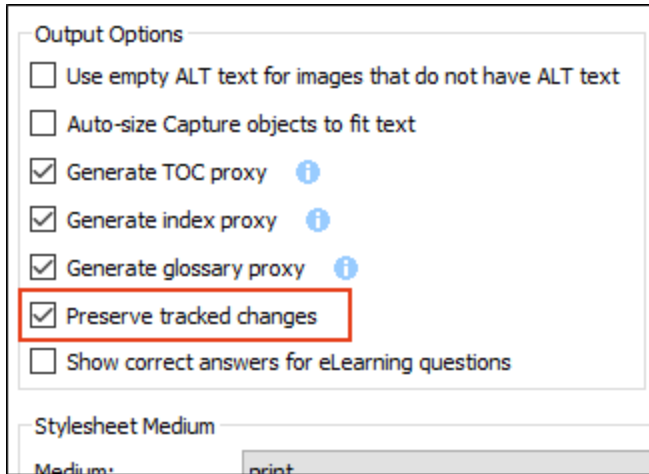 Output Options
Use empty ALT text for images that do not have ALT text
Auto-size Capture objects to fit text
Generate TOC proxy
Generate index proxy
Generate glossary proxy
Preserve tracked changes
Show correct answers for eLearning questions
Stylesheet Medium
Medium: print